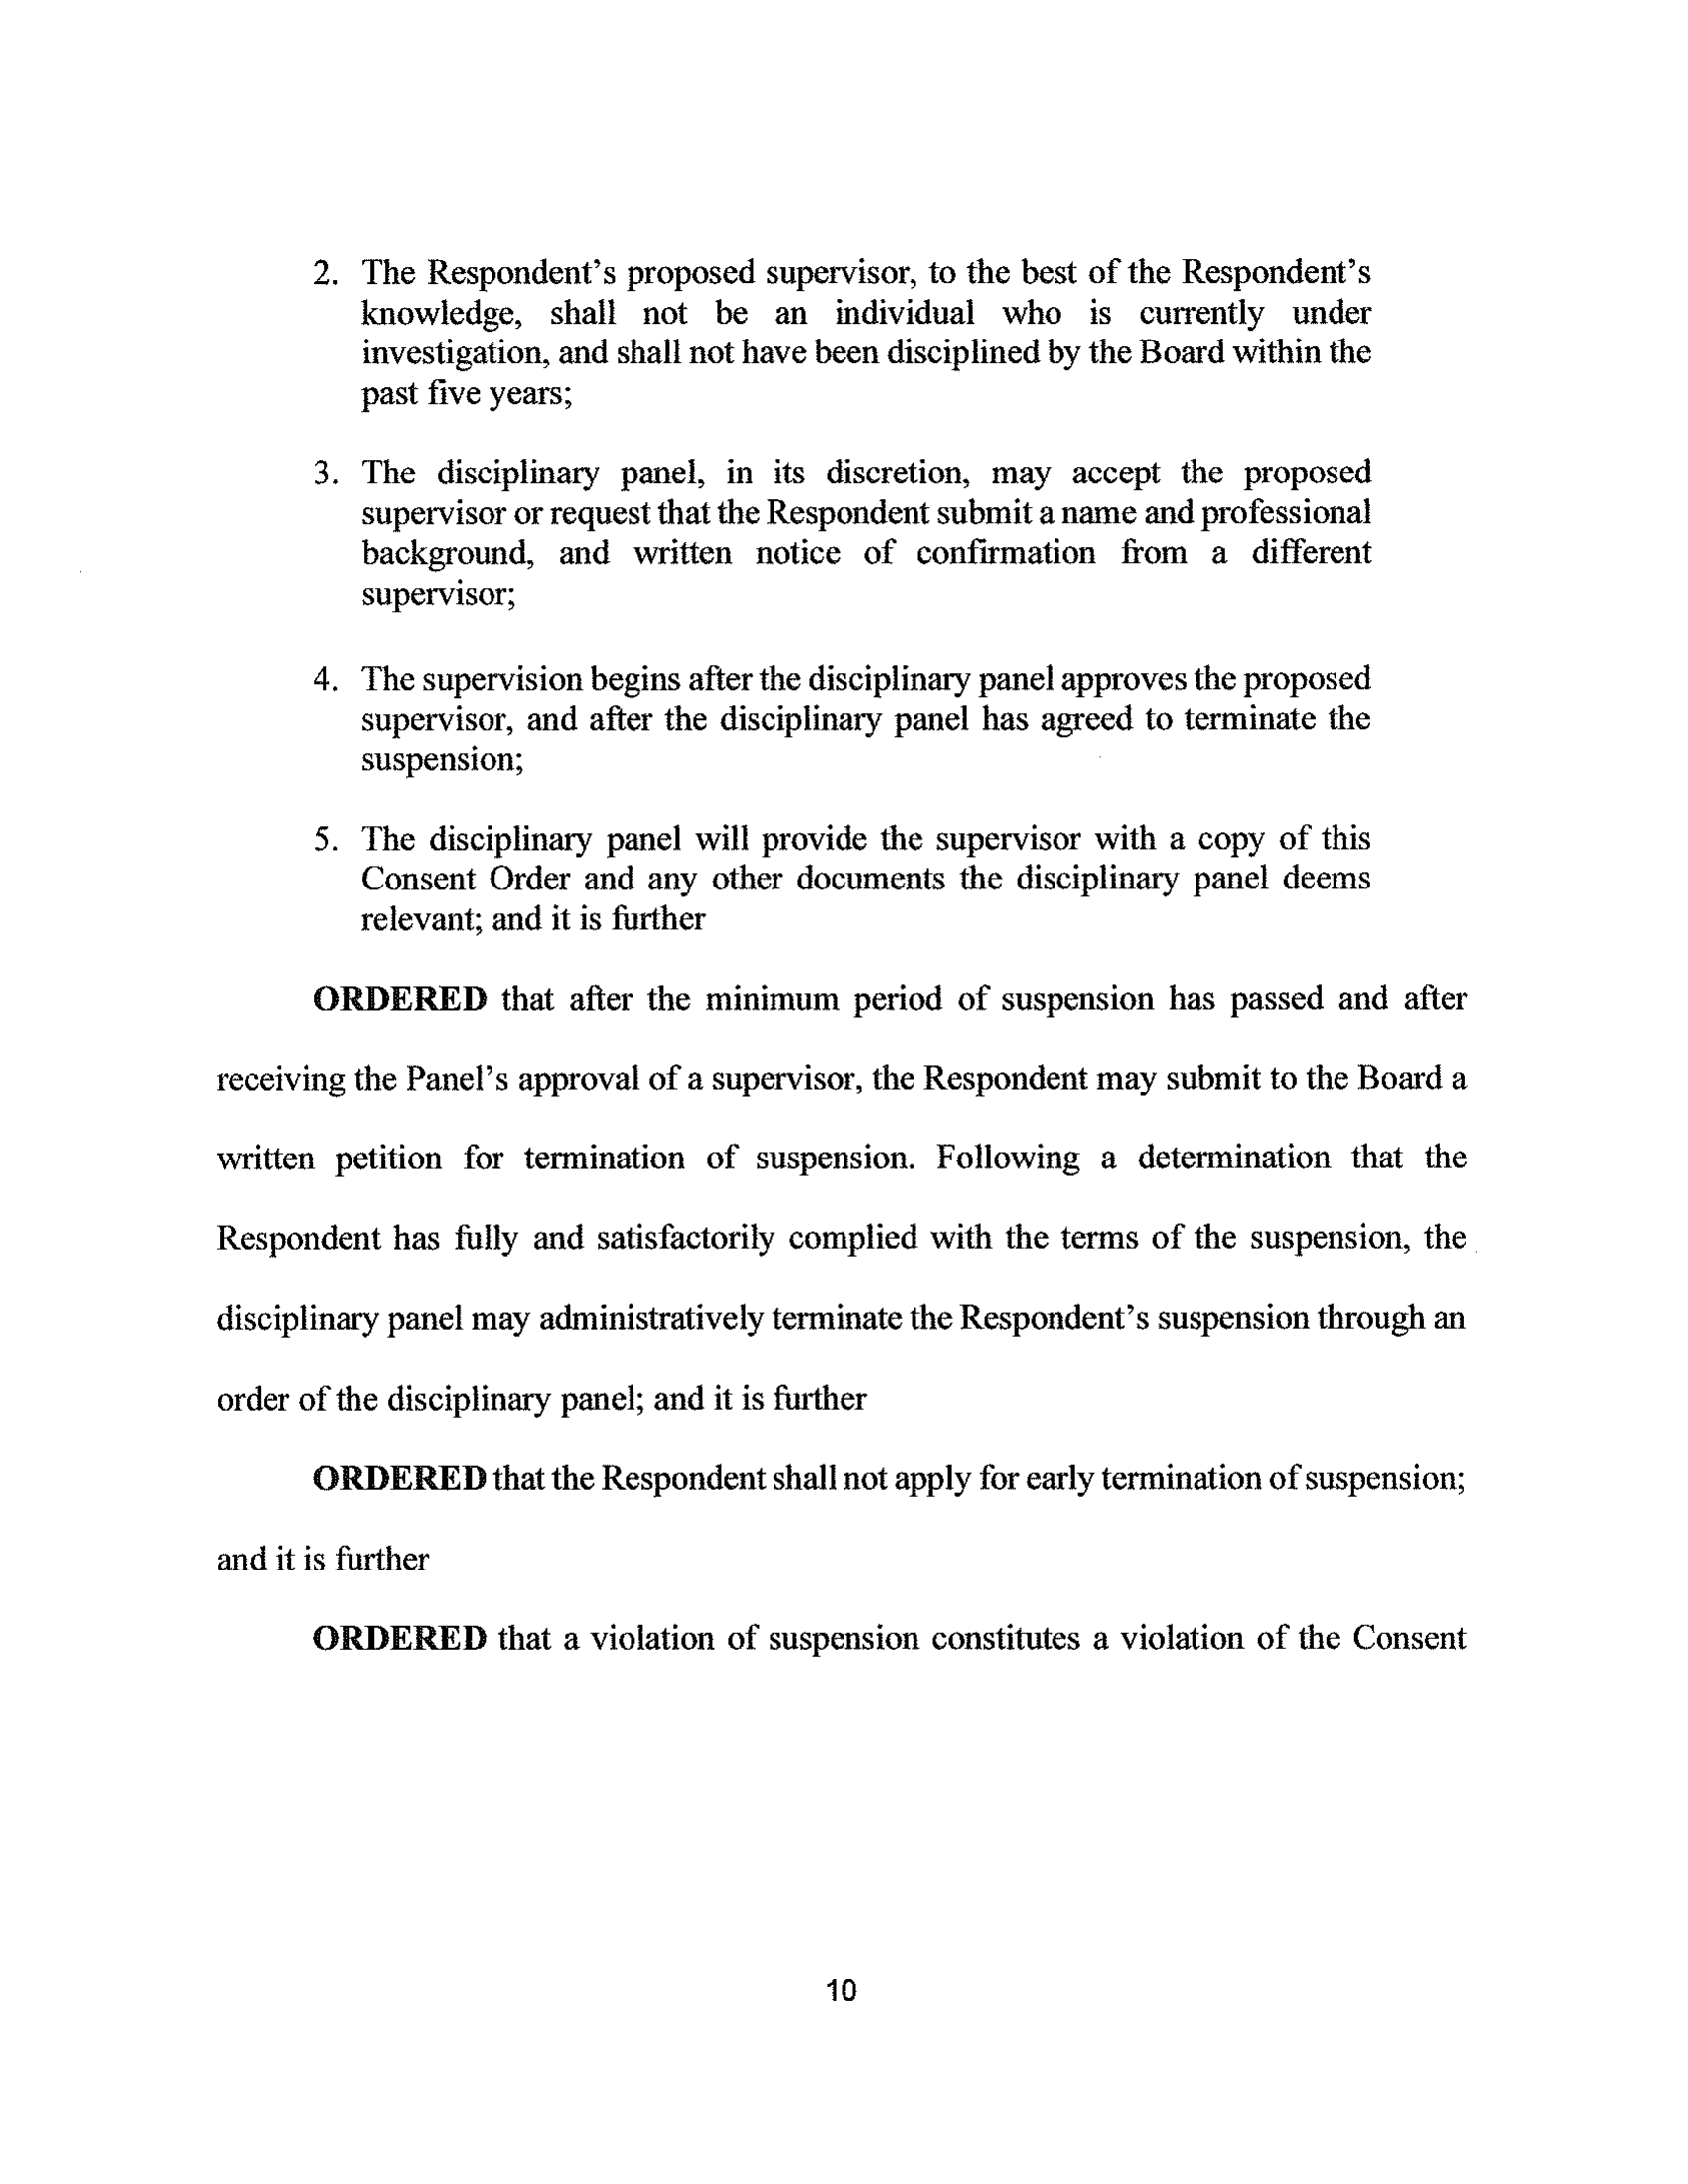 2. The Respondent’s proposed supervisor, to the best of the Respondent’s
knowledge, shall not be an individual who is currently under
investigation, and shall not have been disciplined by the Board within the
past five years;
3. The disciplinary panel, in its discretion, may accept the proposed
supervisor or request that the Respondent submit a name and professional
background, and written notice of confirmation from a different
supervisor;
4. The supervision begins after the disciplinary panel approves the proposed
supervisor, and after the disciplinary panel has agreed to terminate the
suspension;
5. The disciplinary panel will provide the supervisor with a copy of this
Consent Order and any other documents the disciplinary panel deems
relevant; and it is further
ORDERED that after the minimum period of suspension has passed and after
receiving the Panel’s approval of a supervisor, the Respondent may submit to the Board a
written petition for termination of suspension. Following a determination that the
Respondent has fully and satisfactorily complied with the terms of the suspension, the
disciplinary panel may administratively terminate the Respondent’s suspension through an
order of the disciplinary panel; and it is further
ORDERED that the Respondent shall not apply for early termination of suspension;
and it is further
ORDERED that a violation of suspension constitutes a violation of the Consent
10